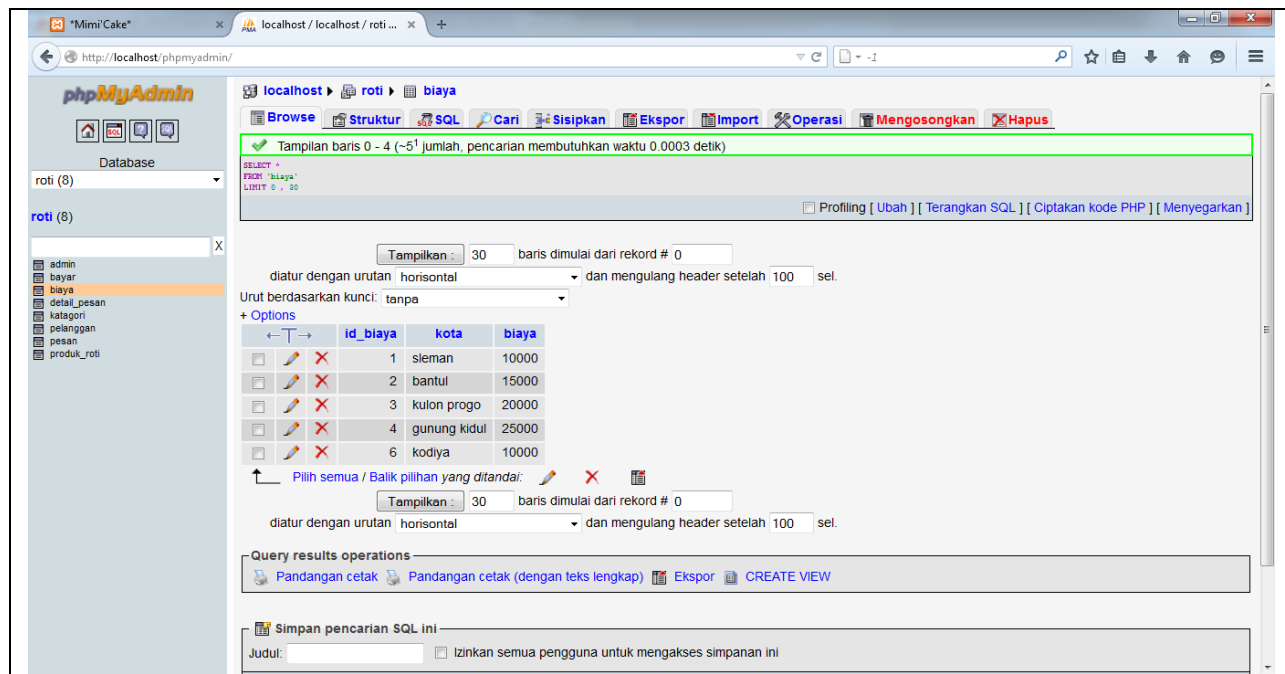 *Mimi'Cake* ×
localhost / localhost / roti ... × +
http://localhost/phpmyadmin/
-1
phpMyAdmin
SQL
Database
roti (8)
roti (8)
X
admin
bayar
biaya
detail_pesan
katagori
pelanggan
pesan
produk_roti
localhost ▸ roti ▸ biaya
Browse Struktur SQL Cari Sisipkan Ekspor Import Operasi Mengosongkan Hapus
Tampilan baris 0 - 4 (~5¹ jumlah, pencarian membutuhkan waktu 0.0003 detik)
SELECT *
FROM `biaya`
LIMIT 0 , 30
Profiling [ Ubah ] [ Terangkan SQL ] [ Ciptakan kode PHP ] [ Menyegarkan ]
Tampilkan : 30 baris dimulai dari rekord # 0
diatur dengan urutan horisontal dan mengulang header setelah 100 sel.
Urut berdasarkan kunci: tanpa
+ Options
←T→ id_biaya kota biaya
1 sleman 10000
2 bantul 15000
3 kulon progo 20000
4 gunung kidul 25000
6 kodiya 10000
Pilih semua / Balik pilihan yang ditandai:
Tampilkan : 30 baris dimulai dari rekord # 0
diatur dengan urutan horisontal dan mengulang header setelah 100 sel.
Query results operations
Pandangan cetak Pandangan cetak (dengan teks lengkap) Ekspor CREATE VIEW
Simpan pencarian SQL ini
Judul: Izinkan semua pengguna untuk mengakses simpanan ini